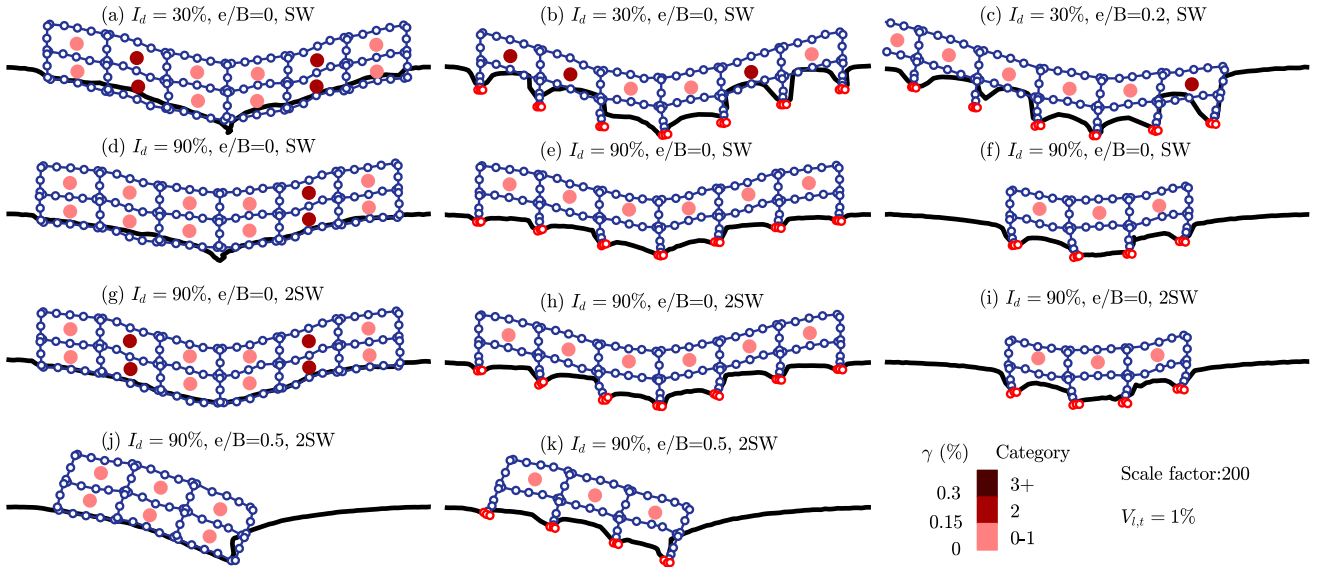 (a) I_d = 30%, e/B=0, SW
(b) I_d = 30%, e/B=0, SW
(c) I_d = 30%, e/B=0.2, SW
(d) I_d = 90%, e/B=0, SW
(e) I_d = 90%, e/B=0, SW
(f) I_d = 90%, e/B=0, SW
(g) I_d = 90%, e/B=0, 2SW
(h) I_d = 90%, e/B=0, 2SW
(i) I_d = 90%, e/B=0, 2SW
(j) I_d = 90%, e/B=0.5, 2SW
(k) I_d = 90%, e/B=0.5, 2SW
γ (%) Category
3+
0.3
2
0.15
0-1
0
Scale factor:200
V_{l,t} = 1%